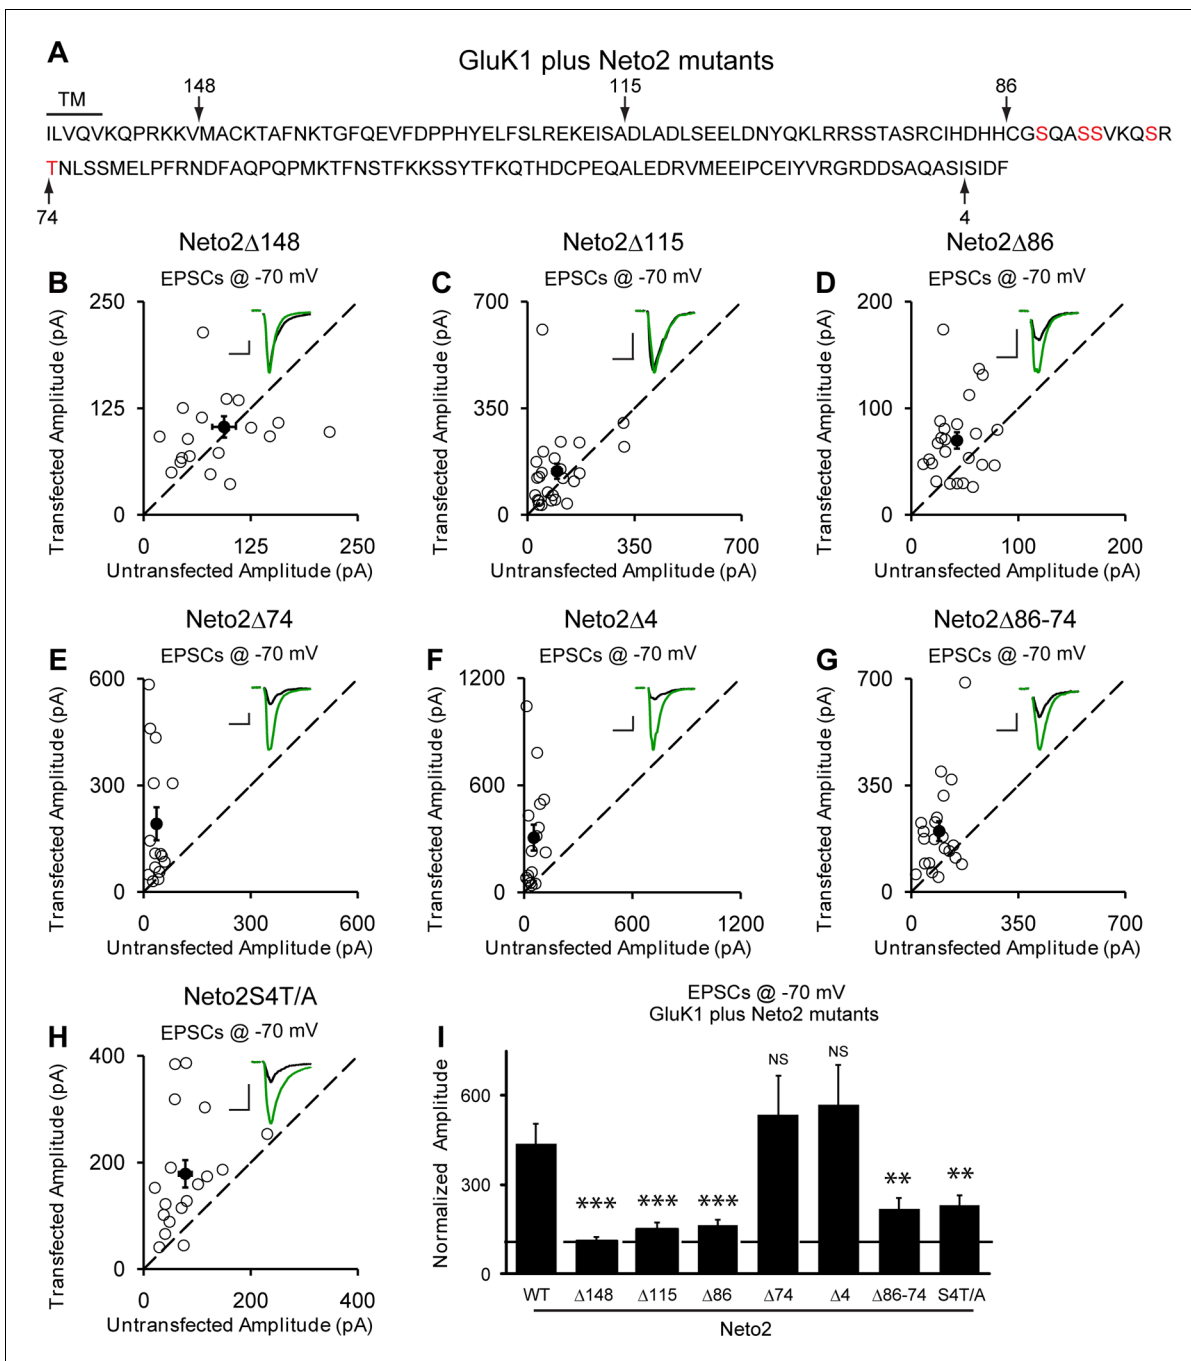 A
GluK1 plus Neto2 mutants
148
115
86
TM
ILVQVKQPRKKVMACKTAFNKTGFQEVFDPPHYELFSLREKEISADLADLSEELDNYQKLRRSSTASRCIHDHHCGSQASSVKQSR
TNLSSMELPFRNDFAQPQPMKTFNSTFKKSSYTFKQTHDCPEQALEDRVMEEIPCEIYVRGRDDSAQASISIDF
74
4
Neto2Δ148
B
EPSCs @ -70 mV
Transfected Amplitude (pA)
250
125
0
0
125
250
Untransfected Amplitude (pA)
Neto2Δ115
C
EPSCs @ -70 mV
Transfected Amplitude (pA)
700
350
0
0
350
700
Untransfected Amplitude (pA)
Neto2Δ86
D
EPSCs @ -70 mV
Transfected Amplitude (pA)
200
100
0
0
100
200
Untransfected Amplitude (pA)
Neto2Δ74
E
EPSCs @ -70 mV
Transfected Amplitude (pA)
600
300
0
0
300
600
Untransfected Amplitude (pA)
Neto2Δ4
F
EPSCs @ -70 mV
Transfected Amplitude (pA)
1200
600
0
0
600
1200
Untransfected Amplitude (pA)
Neto2Δ86-74
G
EPSCs @ -70 mV
Transfected Amplitude (pA)
700
350
0
0
350
700
Untransfected Amplitude (pA)
Neto2S4T/A
H
EPSCs @ -70 mV
Transfected Amplitude (pA)
400
200
0
0
200
400
Untransfected Amplitude (pA)
I
EPSCs @ -70 mV
GluK1 plus Neto2 mutants
Normalized Amplitude
600
300
0
***
***
***
NS
NS
**
**
WT
Δ148
Δ115
Δ86
Δ74
Δ4
Δ86-74
S4T/A
Neto2